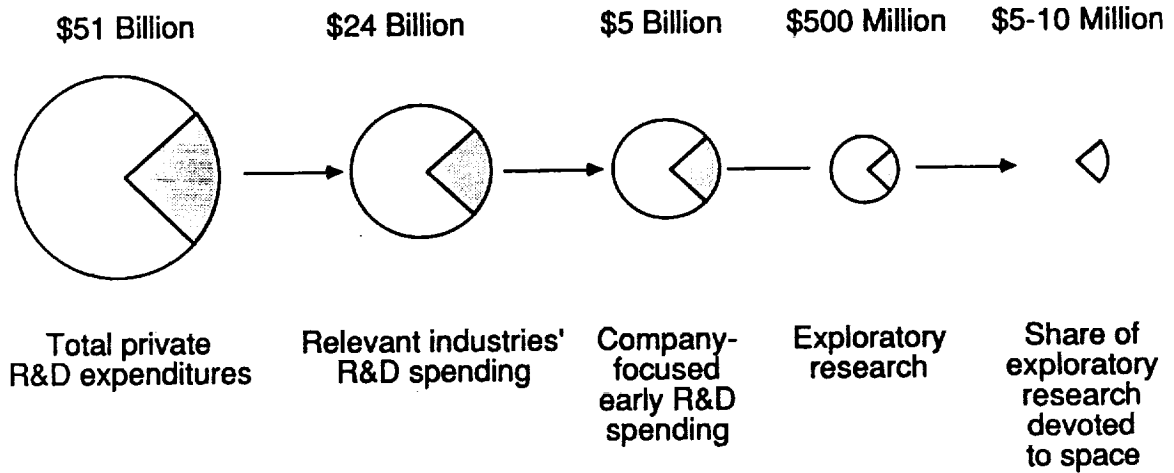 $51 Billion
$24 Billion
$5 Billion
$500 Million
$5-10 Million
Total private
R&D expenditures
Relevant industries'
R&D spending
Company-
focused
early R&D
spending
Exploratory
research
Share of
exploratory
research
devoted
to space